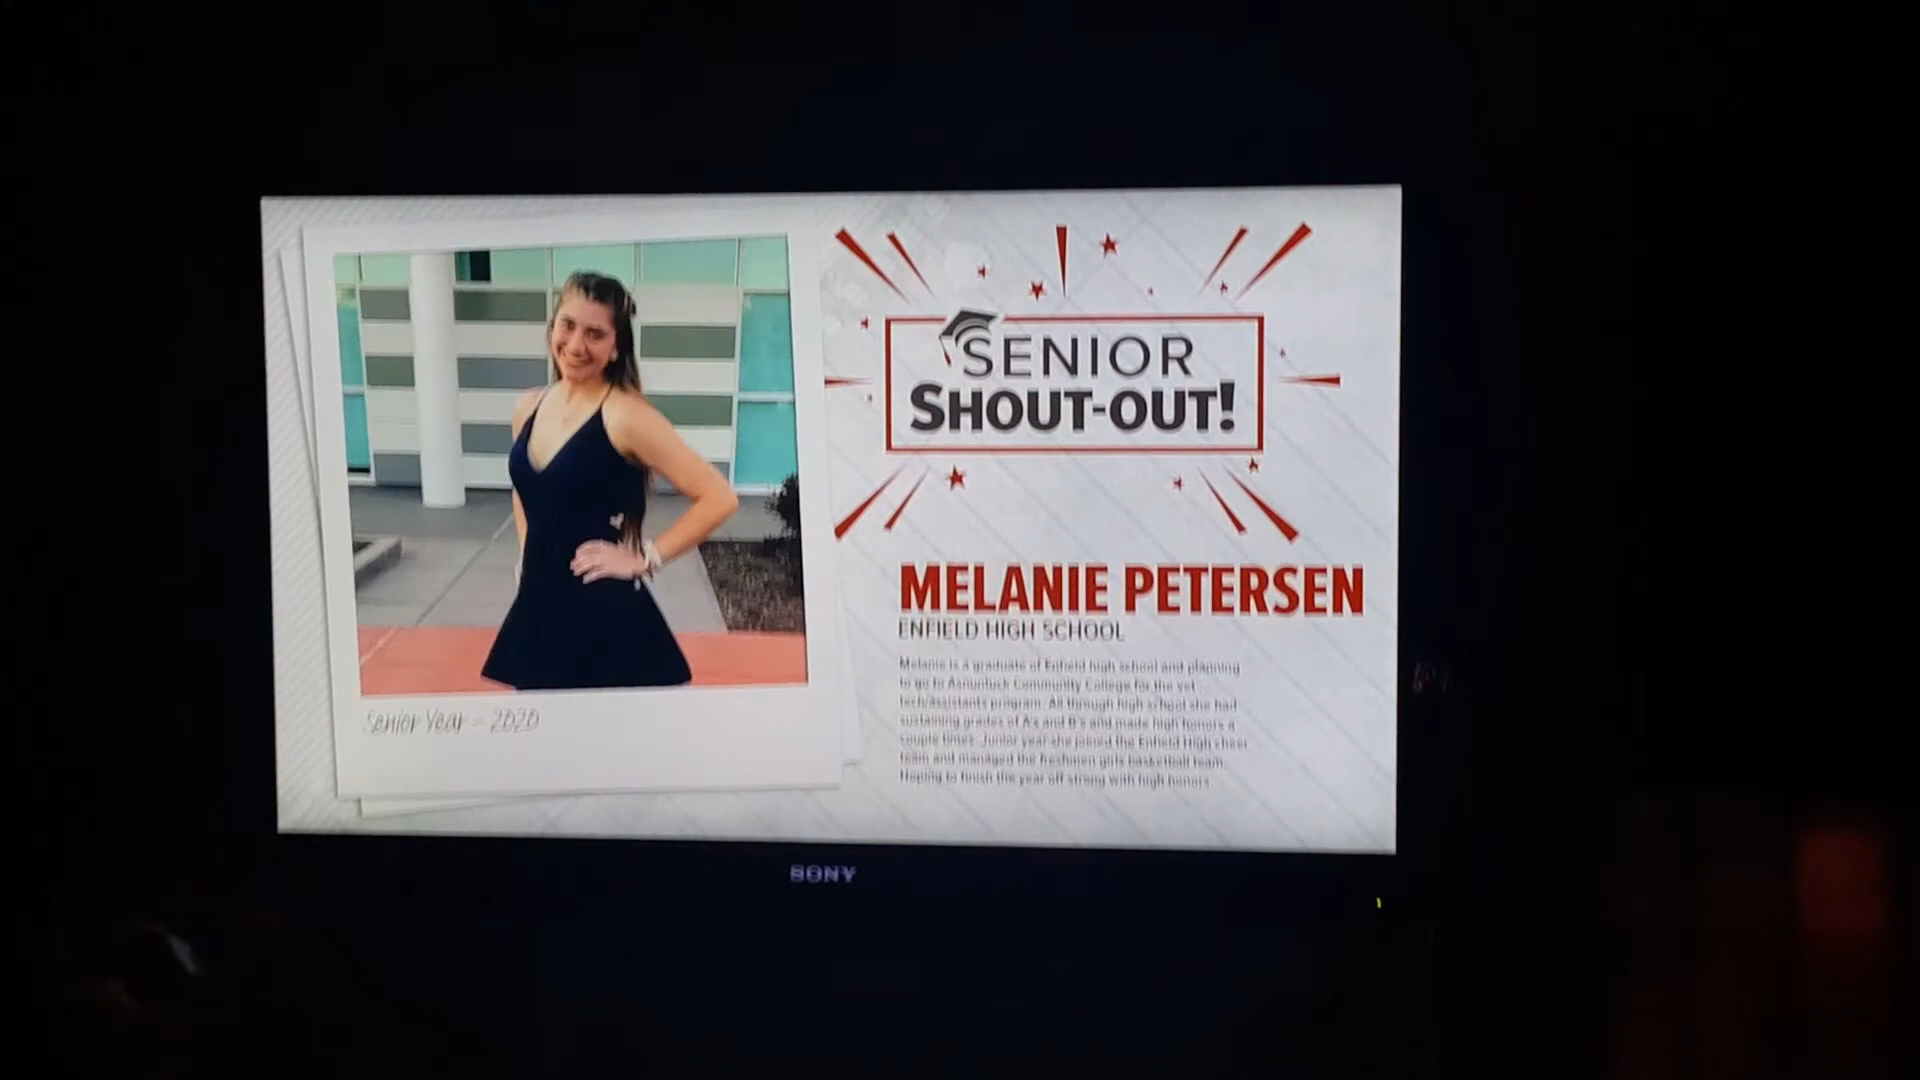 SENIOR
SHOUT-OUT!
MELANIE PETERSEN
ENFIELD HIGH SCHOOL
Melanie is a graduate of Enfield high school and planning
to go to Asnuntuck Community College for the vet
tech/assistants program. All through high school she had
sustaining grades of A's and B's and made high honors a
couple times. Junior year she joined the Enfield High cheer
team and managed the freshmen girls basketball team.
Hoping to finish the year off strong with high honors.
Senior Year - 2020
SONY